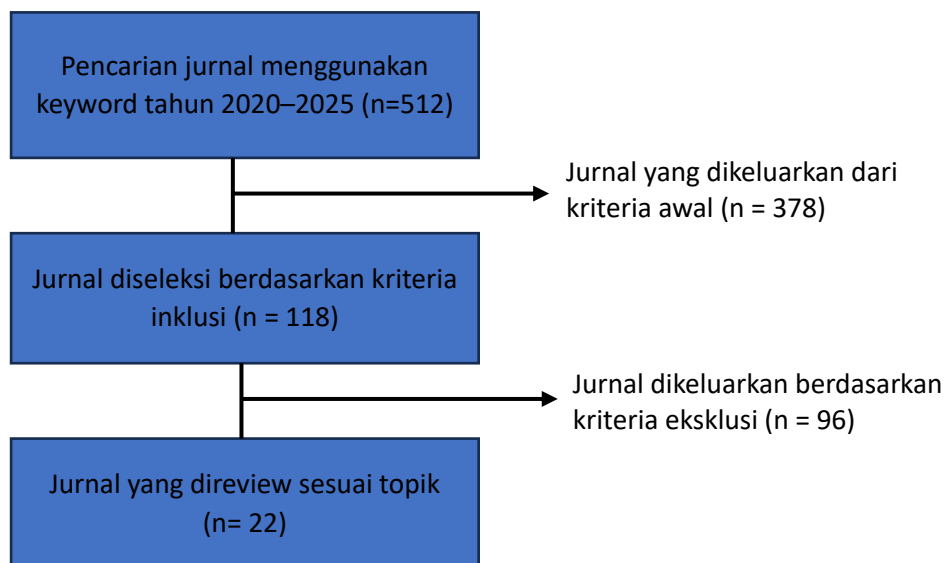 Pencarian jurnal menggunakan
keyword tahun 2020–2025 (n=512)
Jurnal yang dikeluarkan dari
kriteria awal (n = 378)
Jurnal diseleksi berdasarkan kriteria
inklusi (n = 118)
Jurnal dikeluarkan berdasarkan
kriteria eksklusi (n = 96)
Jurnal yang direview sesuai topik
(n= 22)